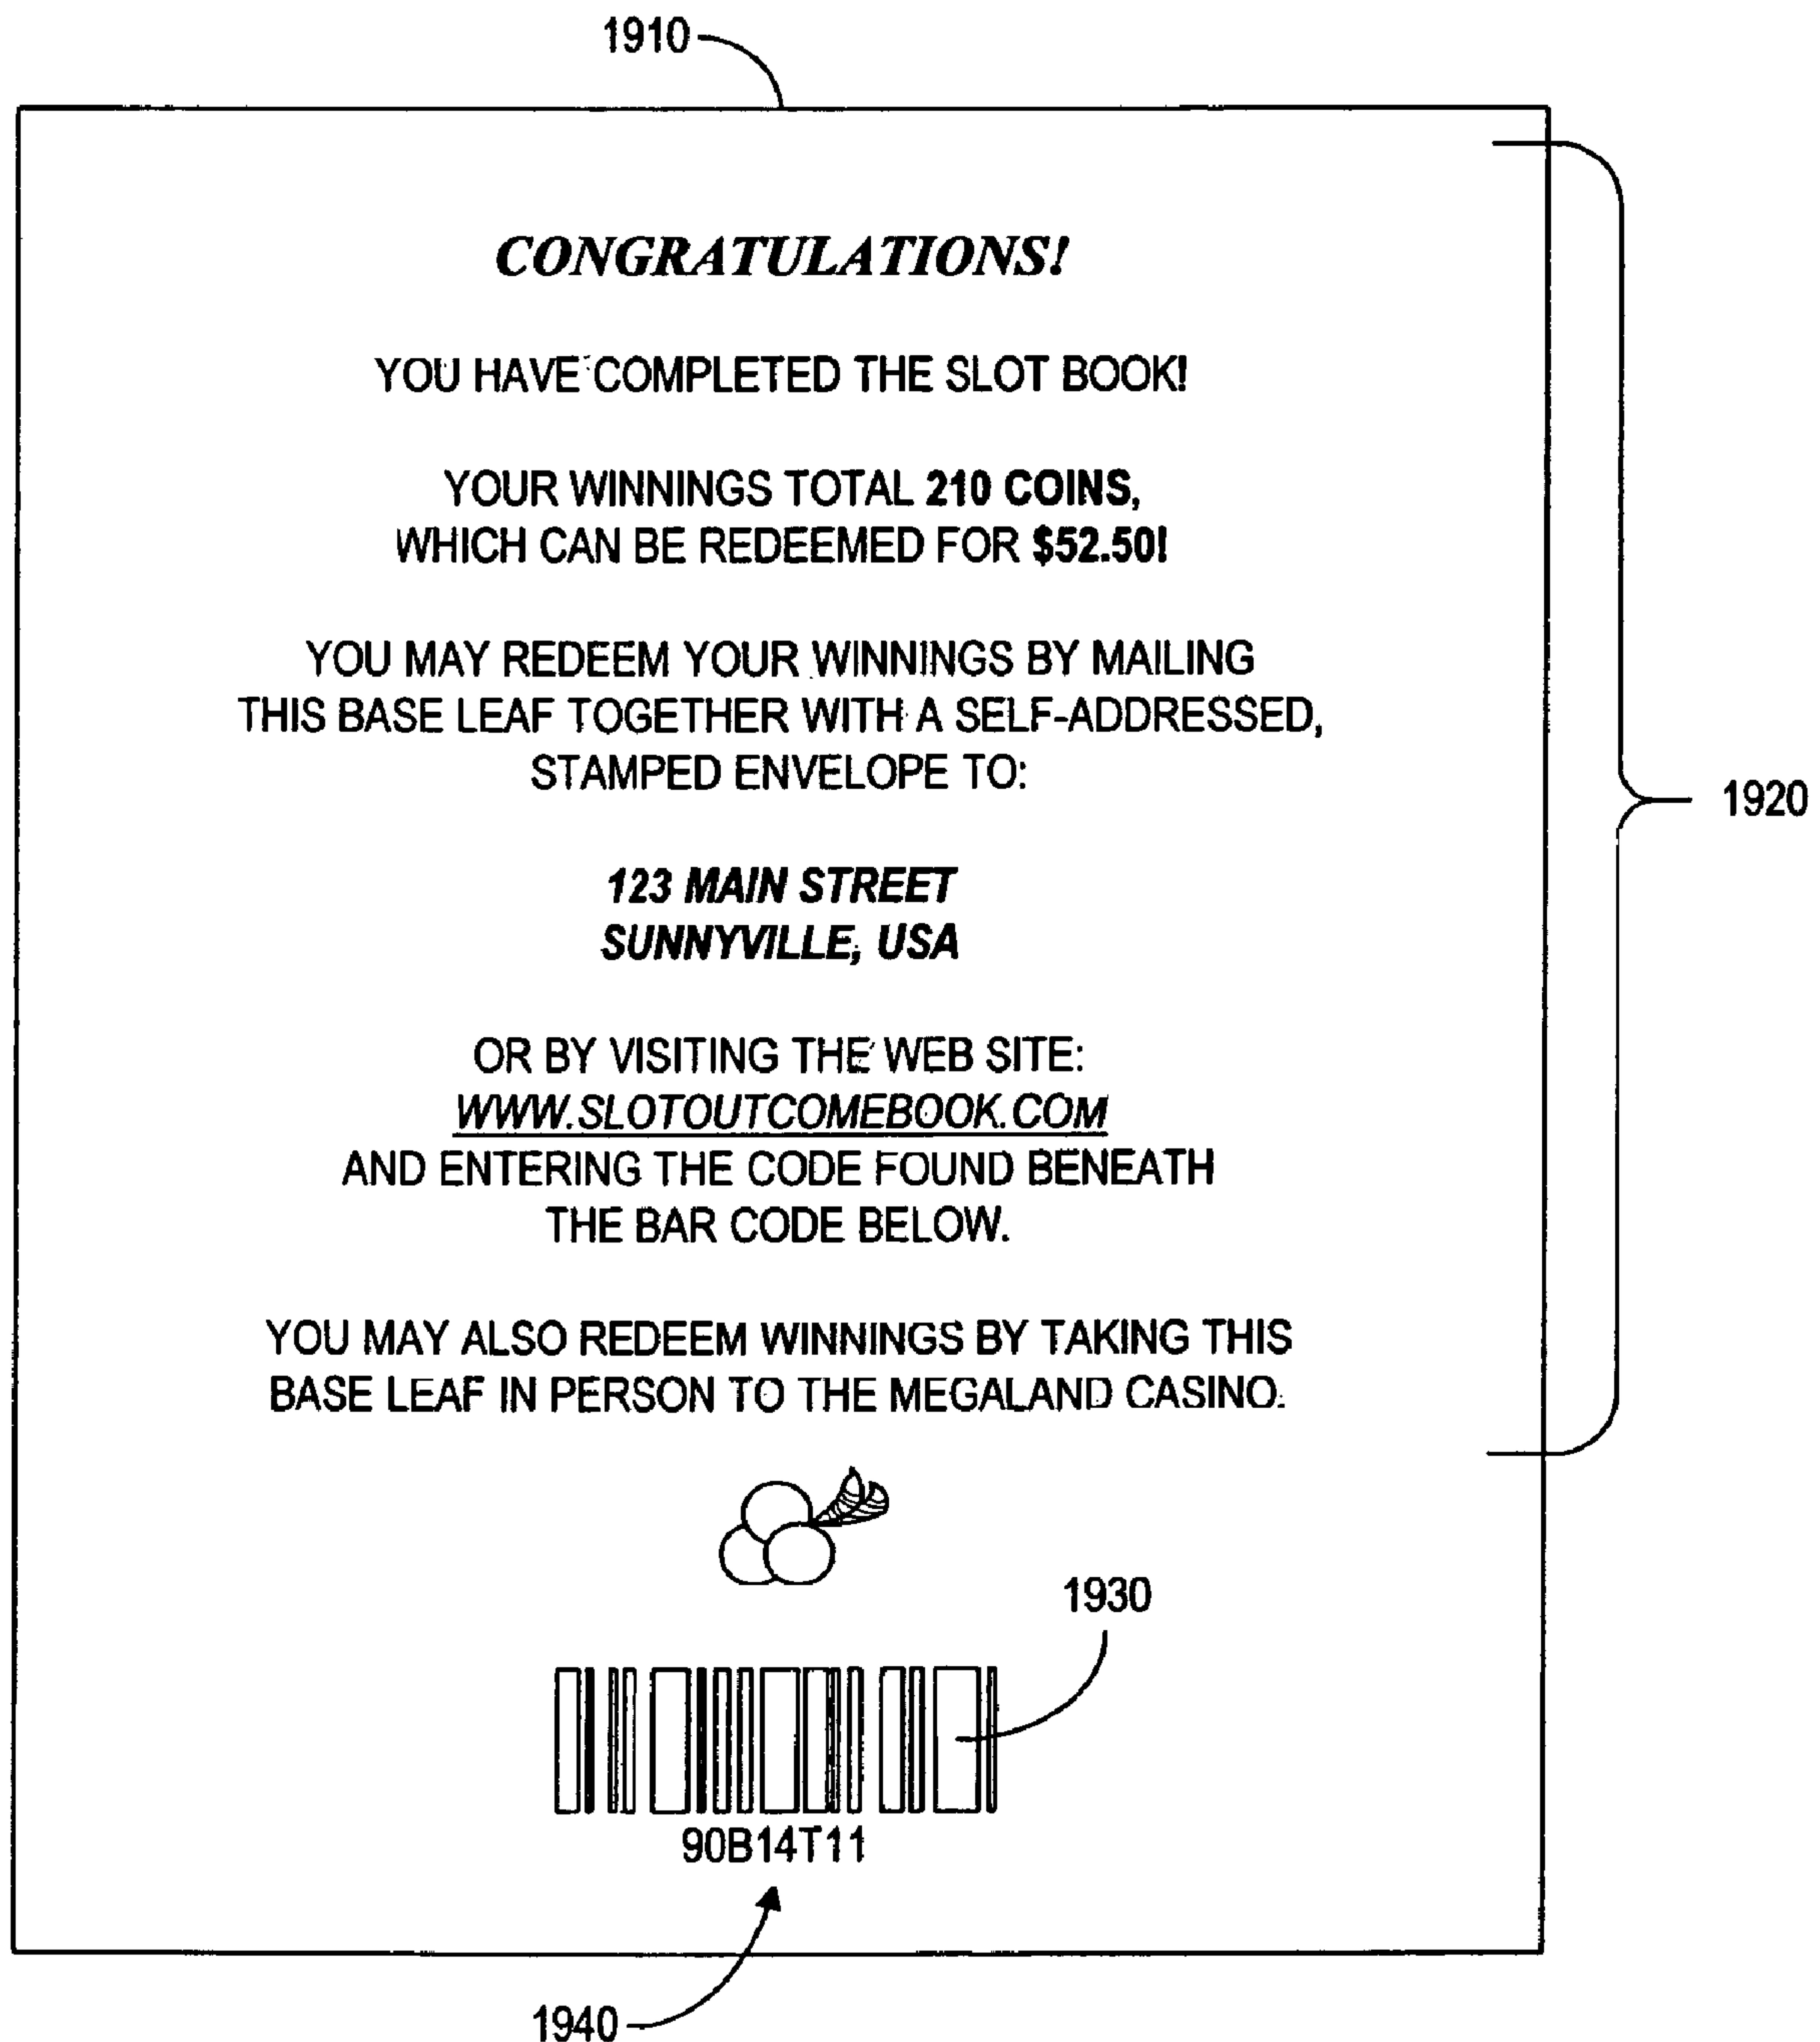 1910
CONGRATULATIONS!
YOU HAVE COMPLETED THE SLOT BOOK!
YOUR WINNINGS TOTAL 210 COINS,
WHICH CAN BE REDEEMED FOR $52.50!
YOU MAY REDEEM YOUR WINNINGS BY MAILING
THIS BASE LEAF TOGETHER WITH A SELF-ADDRESSED,
STAMPED ENVELOPE TO:
1920
123 MAIN STREET
SUNNYVILLE, USA
OR BY VISITING THE WEB SITE:
WWW.SLOTOUTCOMEBOOK.COM
AND ENTERING THE CODE FOUND BENEATH
THE BAR CODE BELOW.
YOU MAY ALSO REDEEM WINNINGS BY TAKING THIS
BASE LEAF IN PERSON TO THE MEGALAND CASINO.
1930
90B14T11
1940